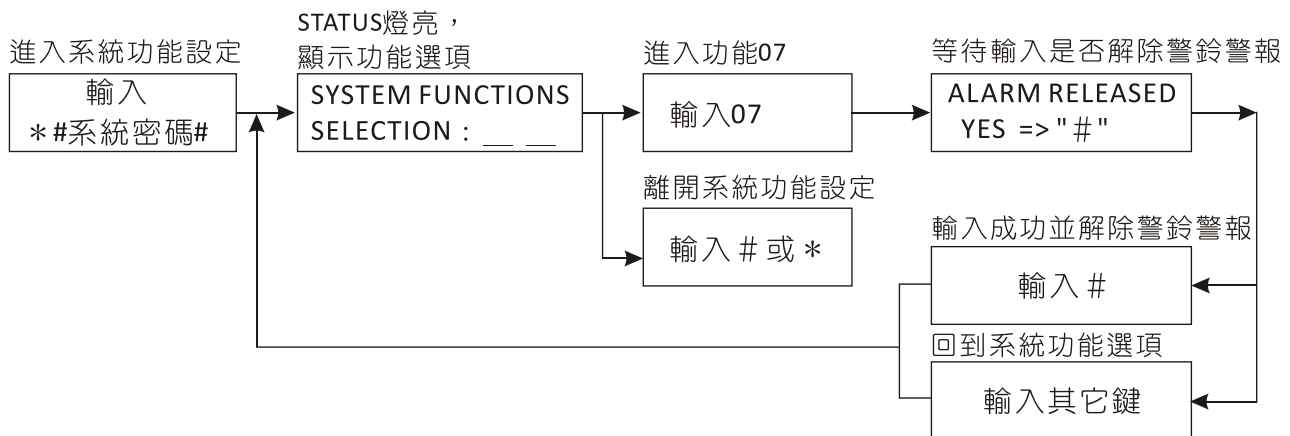 進入系統功能設定
輸入
＊#系統密碼#
STATUS燈亮，
顯示功能選項
SYSTEM FUNCTIONS
SELECTION : __ __
進入功能07
輸入07
離開系統功能設定
輸入＃或＊
等待輸入是否解除警鈴警報
ALARM RELEASED
YES => "＃"
輸入成功並解除警鈴警報
輸入＃
回到系統功能選項
輸入其它鍵